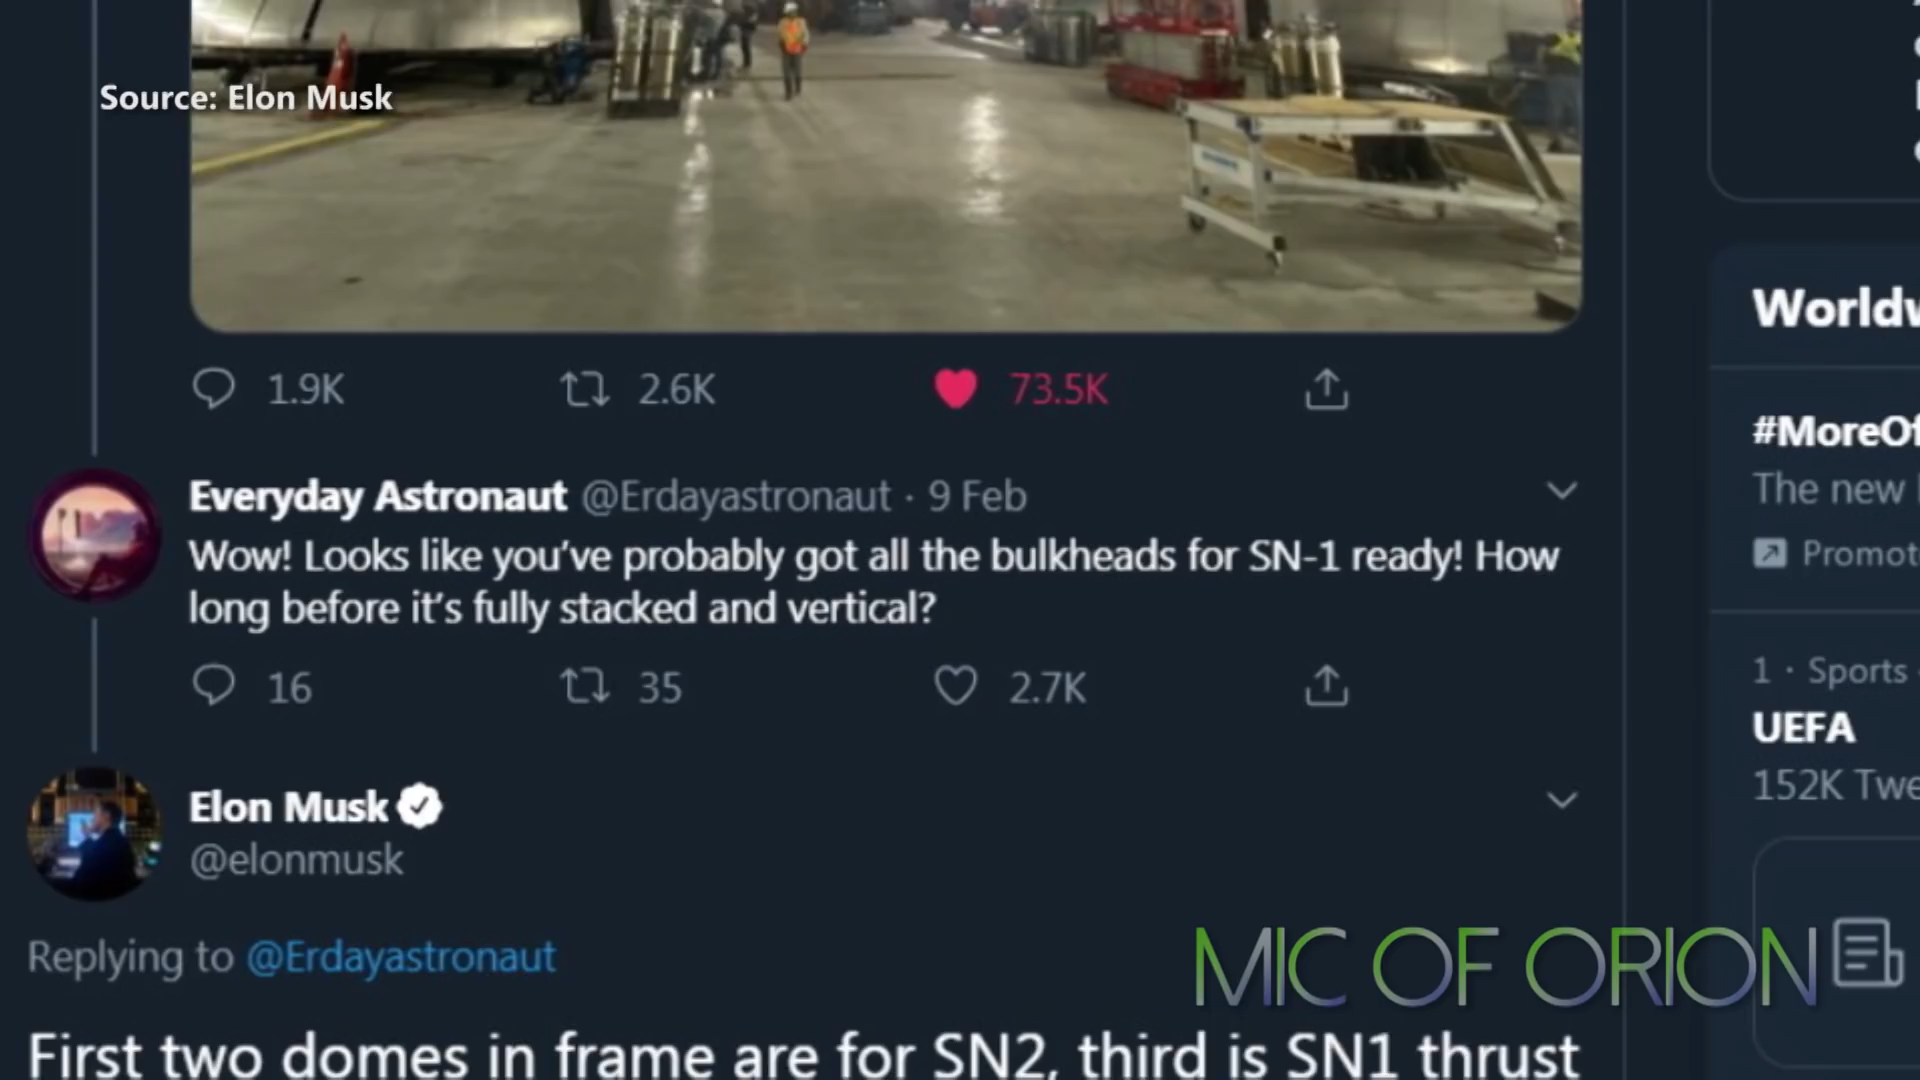 Source: Elon Musk
1.9K 2.6K 73.5K
Everyday Astronaut @Erdayastronaut · 9 Feb
Wow! Looks like you've probably got all the bulkheads for SN-1 ready! How
long before it's fully stacked and vertical?
16 35 2.7K
Elon Musk
@elonmusk
Replying to @Erdayastronaut
First two domes in frame are for SN2, third is SN1 thrust
MIC OF ORION
Worldw
#MoreOf
The new
Promot
1 · Sports
UEFA
152K Twe